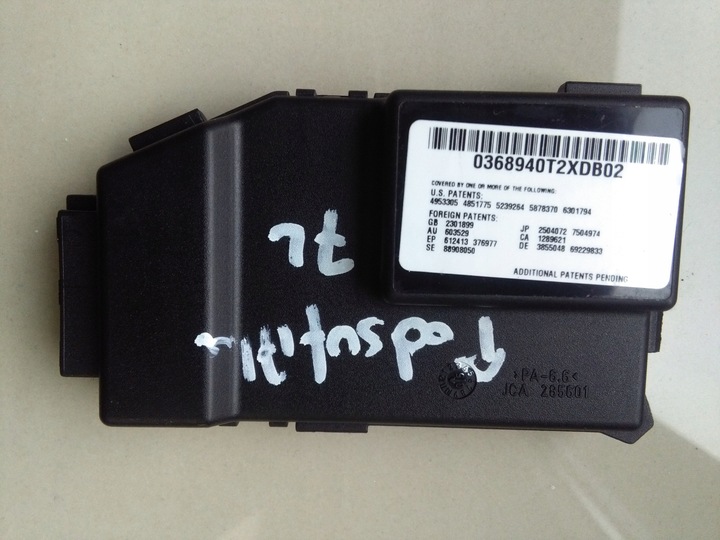 0368940T2XDB02
COVERED BY ONE OR MORE OF THE FOLLOWING:
U.S. PATENTS:
4953305 4851775 5239264 5878370 6301794
FOREIGN PATENTS:
GB 2301899 JP 2504072 7504974
AU 603529 CA 1289621
EP 612413 376977 DE 3855048 69229833
SE 88908050
ADDITIONAL PATENTS PENDING
>PA-6.6<
JCA 285601